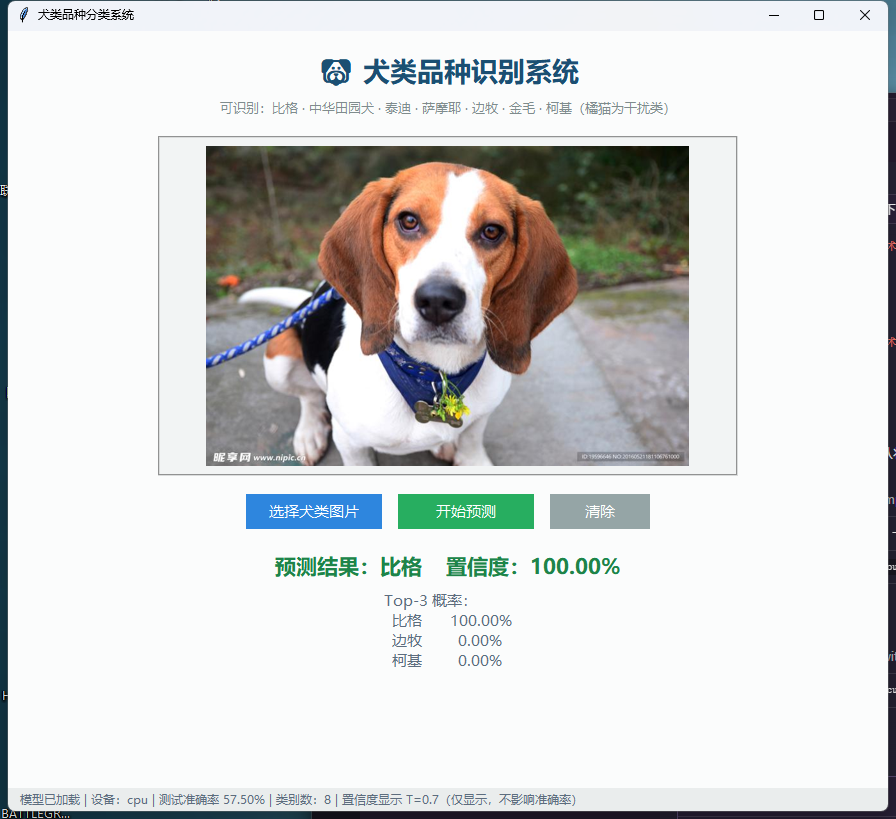 犬类品种分类系统
犬类品种识别系统
可识别：比格 · 中华田园犬 · 泰迪 · 萨摩耶 · 边牧 · 金毛 · 柯基（橘猫为干扰类）
昵享网 www.nipic.cn
选择犬类图片
开始预测
清除
预测结果：比格 置信度：100.00%
Top-3 概率：
比格 100.00%
边牧 0.00%
柯基 0.00%
模型已加载 | 设备：cpu | 测试准确率 57.50% | 类别数：8 | 置信度显示 T=0.7（仅显示，不影响准确率）
BATTLEGR...